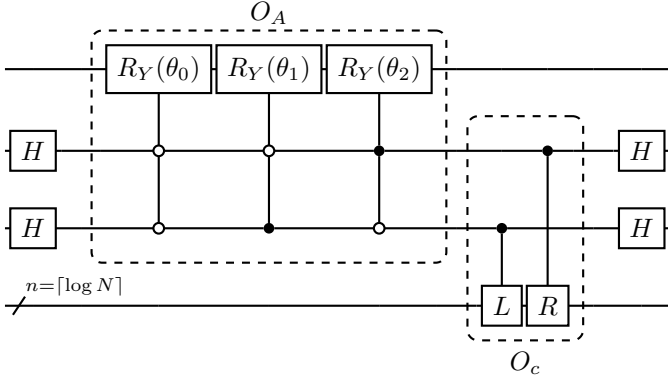 O_A
R_Y(θ_0) R_Y(θ_1) R_Y(θ_2)
H H
H H
n=⌈log N⌉
L R
O_c